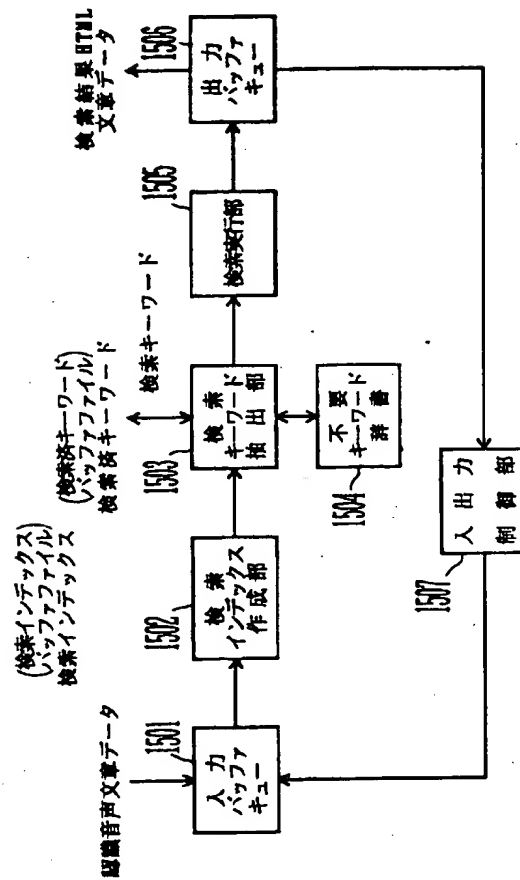 認識音声文章データ
1501
入力
バッファ
キュー
(検索インデックス)
(バッファファイル)
検索インデックス
1502
検索
インデックス
作成部
(検索済キーワード)
(バッファファイル)
検索済キーワード
1503
検索
キーワード
抽出部
検索キーワード
1504
不要
キーワード
辞書
1505
検索実行部
検索結果HTML
文章データ
1506
出力
バッファ
キュー
1507
入出力
制御部